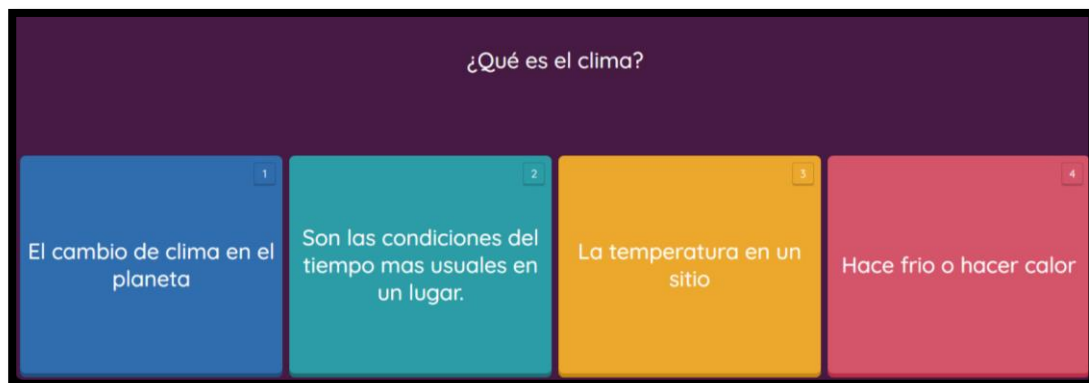 ¿Qué es el clima?
1
El cambio de clima en el
planeta
2
Son las condiciones del
tiempo mas usuales en
un lugar.
3
La temperatura en un
sitio
4
Hace frio o hacer calor